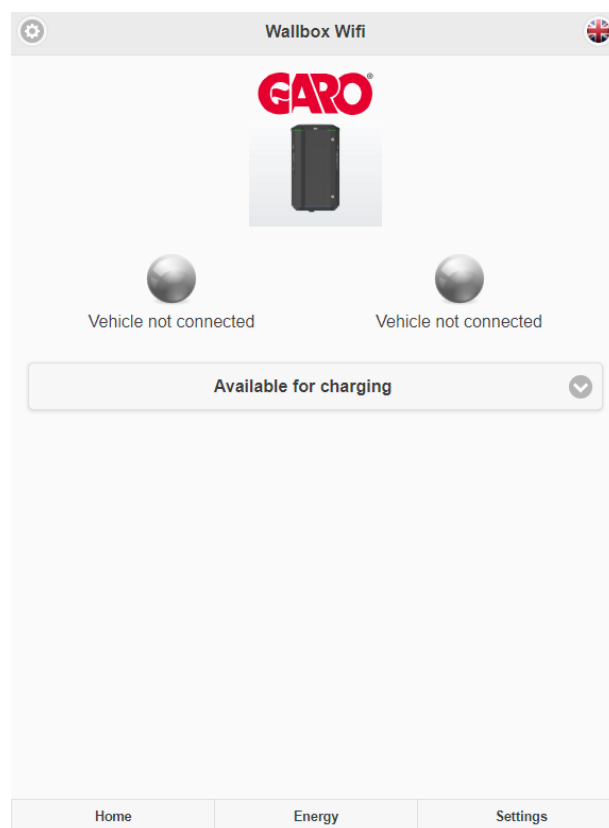 Wallbox Wifi
GARO®
Vehicle not connected
Vehicle not connected
Available for charging
Home
Energy
Settings